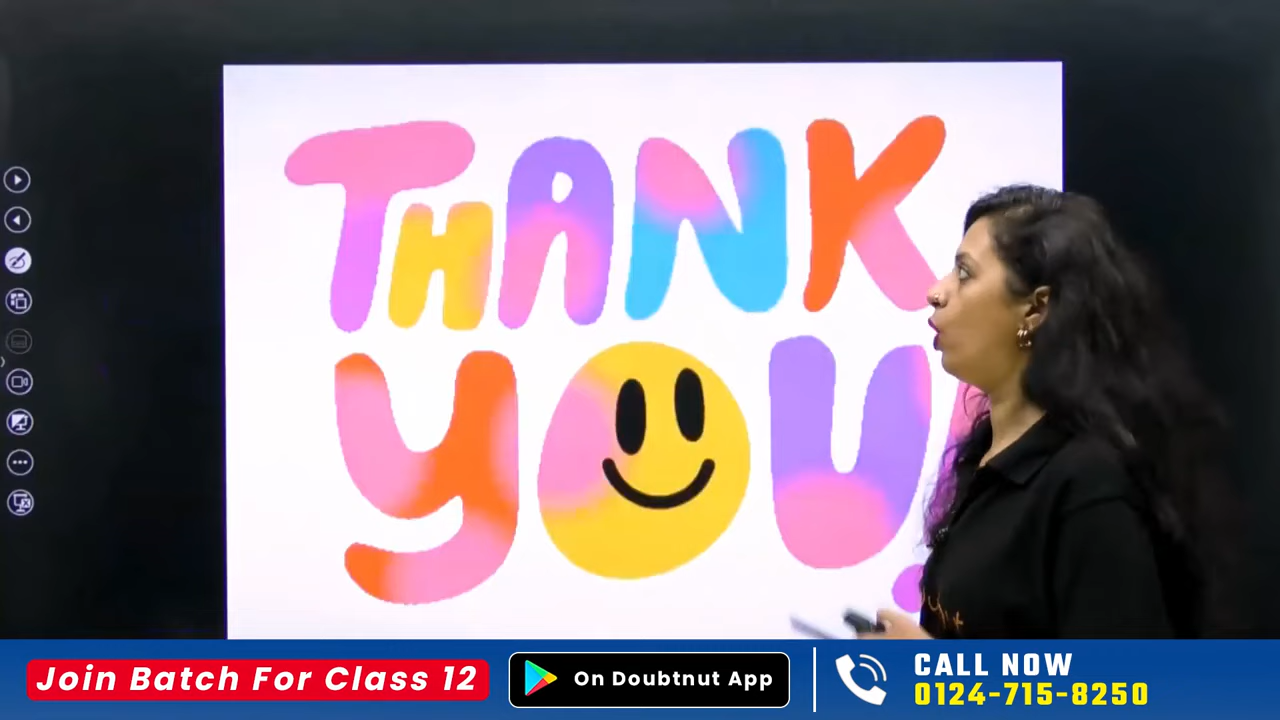 THANK
YOU!
Join Batch For Class 12
On Doubtnut App
CALL NOW
0124-715-8250